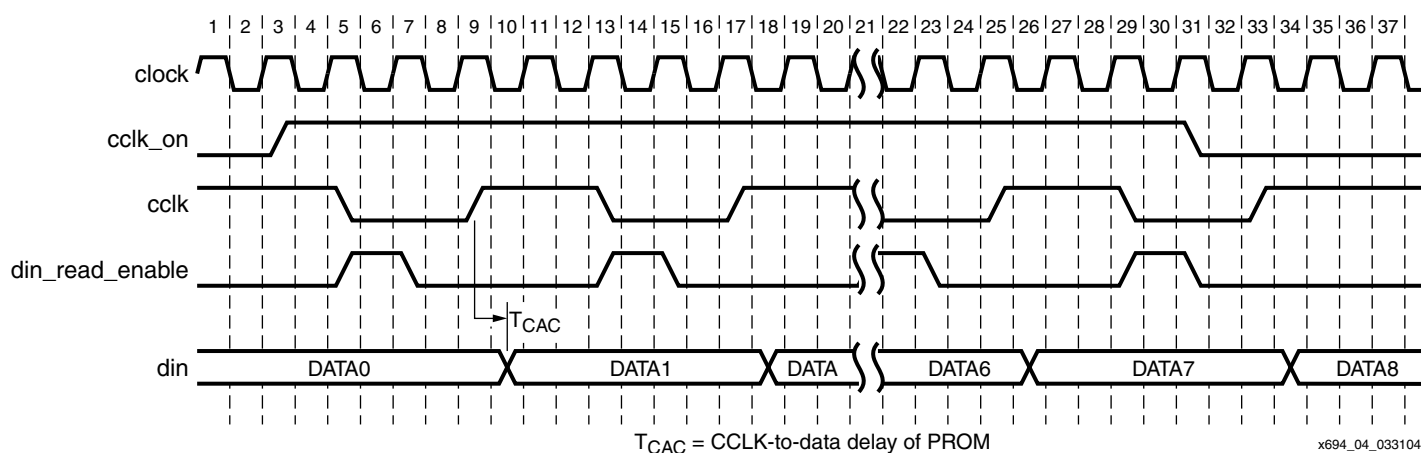 1 2 3 4 5 6 7 8 9 10 11 12 13 14 15 16 17 18 19 20 21 22 23 24 25 26 27 28 29 30 31 32 33 34 35 36 37
clock
cclk_on
cclk
din_read_enable
TCAC
din DATA0 DATA1 DATA DATA6 DATA7 DATA8
TCAC = CCLK-to-data delay of PROM
x694_04_033104